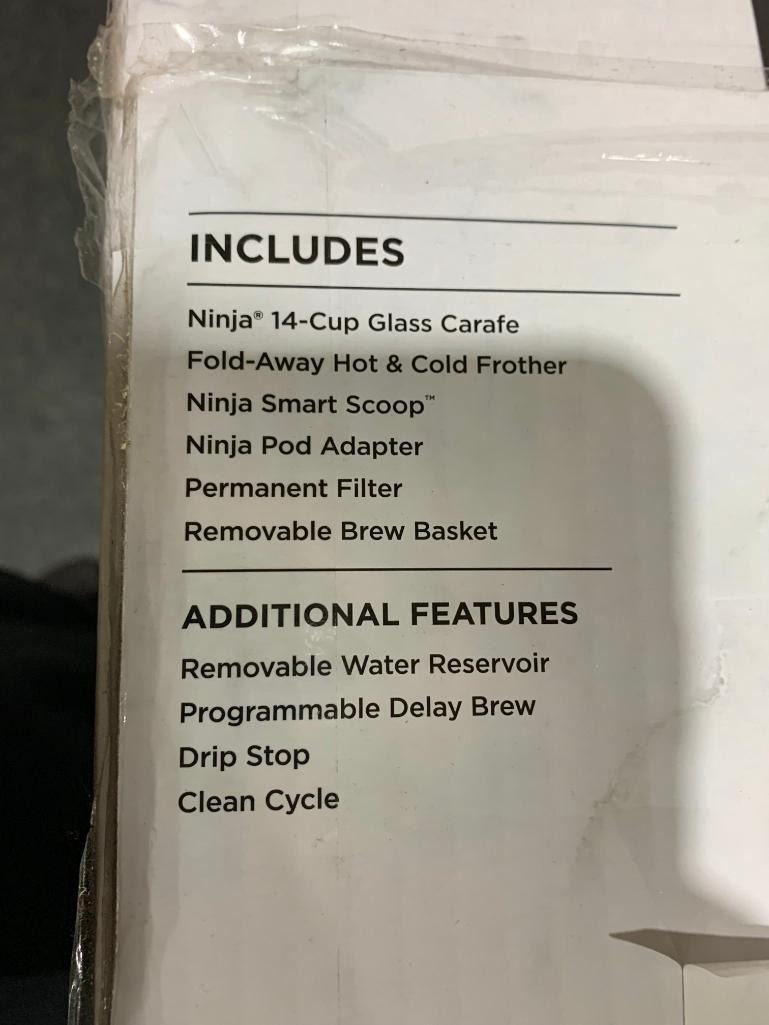 INCLUDES
Ninja® 14-Cup Glass Carafe
Fold-Away Hot & Cold Frother
Ninja Smart Scoop™
Ninja Pod Adapter
Permanent Filter
Removable Brew Basket
ADDITIONAL FEATURES
Removable Water Reservoir
Programmable Delay Brew
Drip Stop
Clean Cycle